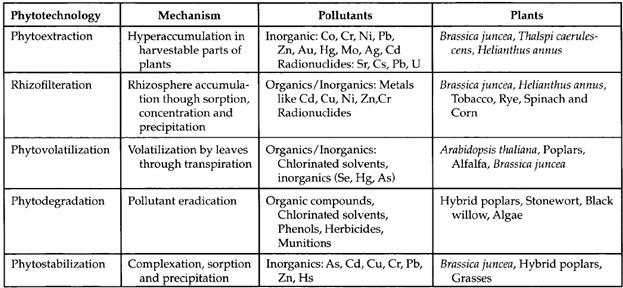 Phytotechnology Mechanism Pollutants Plants
Phytoextraction
Hyperaccumulation in
harvestable parts of
plants
Inorganic: Co, Cr, Ni, Pb,
Zn, Au, Hg, Mo, Ag, Cd
Radionuclides: Sr, Cs, Pb, U
Brassica juncea, Thalspi caerules-
cens, Helianthus annus
Rhizofilteration
Rhizosphere accumula-
tion though sorption,
concentration and
precipitation
Organics/Inorganics: Metals
like Cd, Cu, Ni, Zn,Cr
Radionuclides
Brassica juncea, Helianthus annus,
Tobacco, Rye, Spinach and
Corn
Phytovolatilization
Volatilization by leaves
through transpiration
Organics/Inorganics:
Chlorinated solvents,
inorganics (Se, Hg, As)
Arabidopsis thaliana, Poplars,
Alfalfa, Brassica juncea
Phytodegradation
Pollutant eradication
Organic compounds,
Chlorinated solvents,
Phenols, Herbicides,
Munitions
Hybrid poplars, Stonewort, Black
willow, Algae
Phytostabilization
Complexation, sorption
and precipitation
Inorganics: As, Cd, Cu, Cr, Pb,
Zn, Hs
Brassica juncea, Hybrid poplars,
Grasses